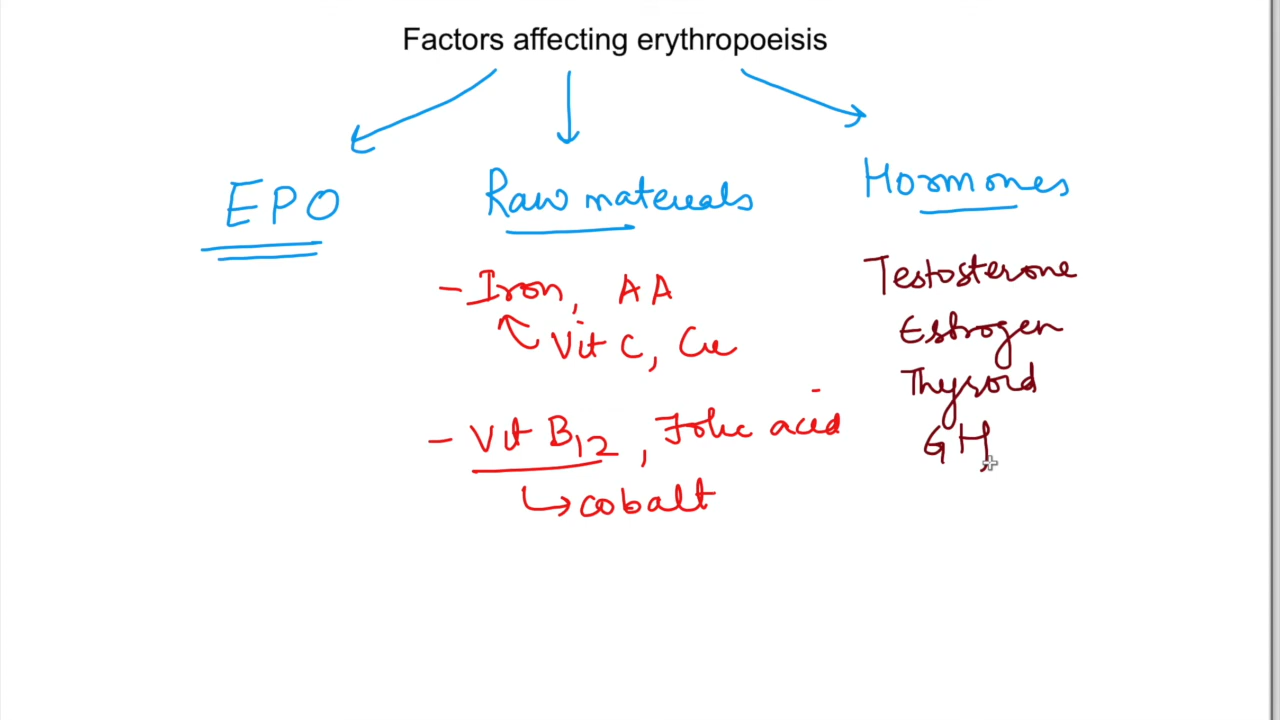 Factors affecting erythropoeisis
EPO
Raw materials
Hormones
- Iron, AA
Vit C, Cu
- Vit B12, Folic acid
cobalt
Testosterone
Estrogen
Thyroid
GH,